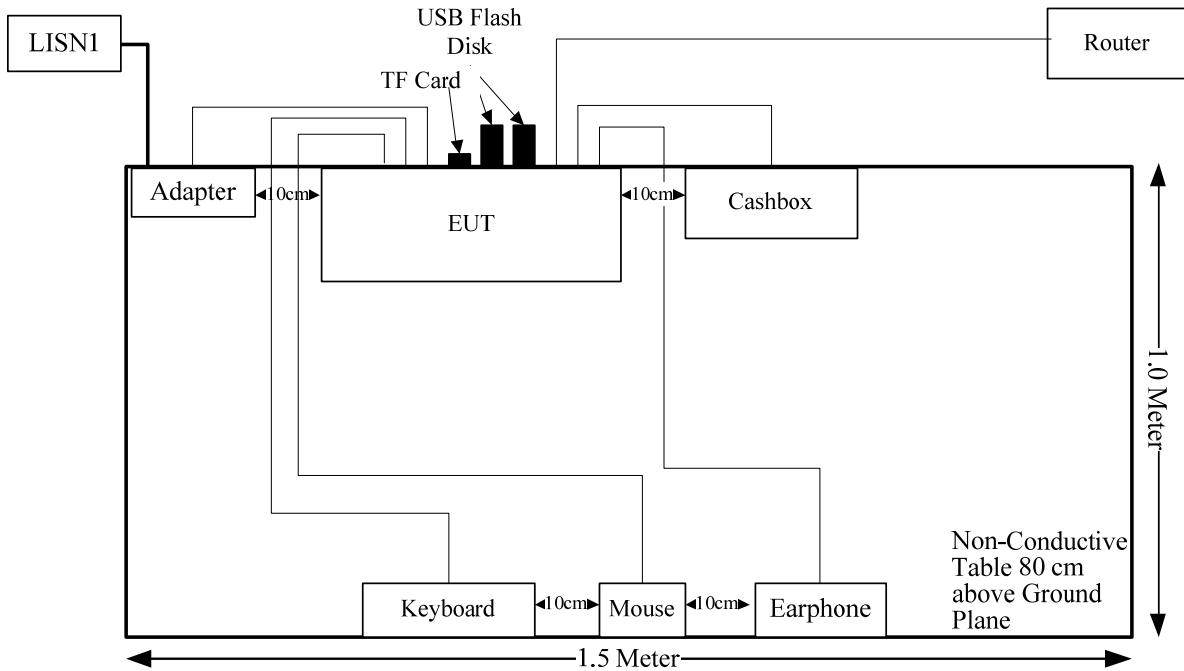 LISN1
USB Flash
Disk
TF Card
Router
Adapter
10cm
EUT
10cm
Cashbox
1.0 Meter
Keyboard
10cm
Mouse
10cm
Earphone
Non-Conductive
Table 80 cm
above Ground
Plane
1.5 Meter